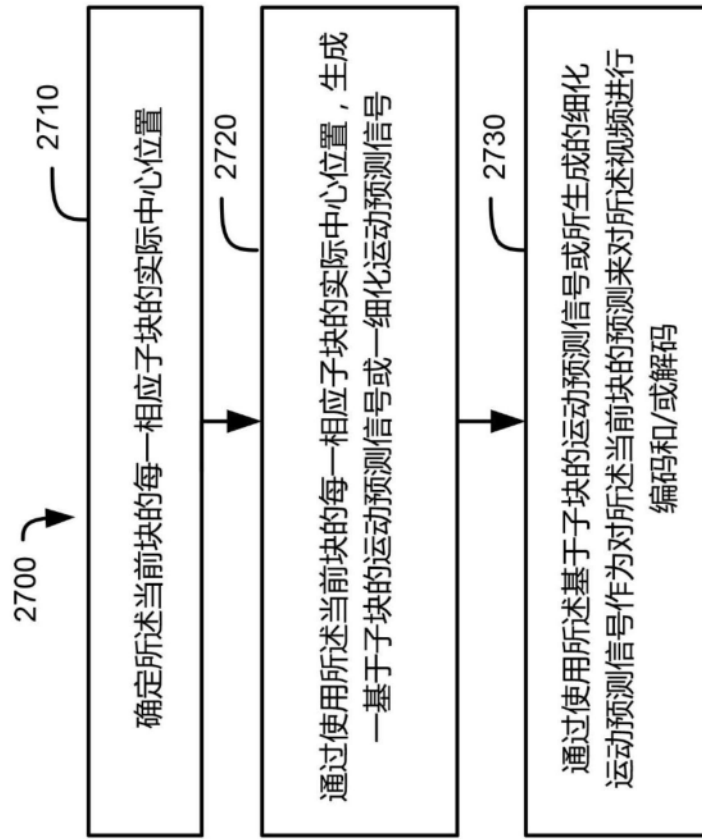 2700
2710
确定所述当前块的每一相应子块的实际中心位置
2720
通过使用所述当前块的每一相应子块的实际中心位置，生成
一基于子块的运动预测信号或一细化运动预测信号
2730
通过使用所述基于子块的运动预测信号或所生成的细化
运动预测信号作为对所述当前块的预测来对所述视频进行
编码和/或解码